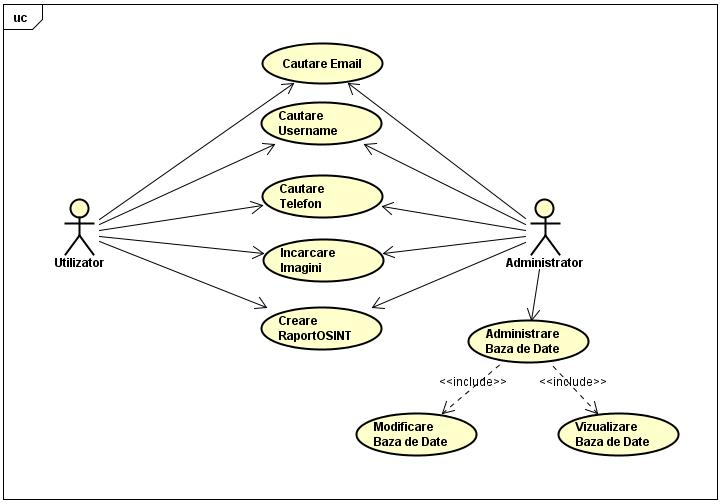 uc
Cautare Email
Cautare
Username
Cautare
Telefon
Incarcare
Imagini
Creare
RaportOSINT
Utilizator
Administrator
Administrare
Baza de Date
<<include>>
<<include>>
Modificare
Baza de Date
Vizualizare
Baza de Date